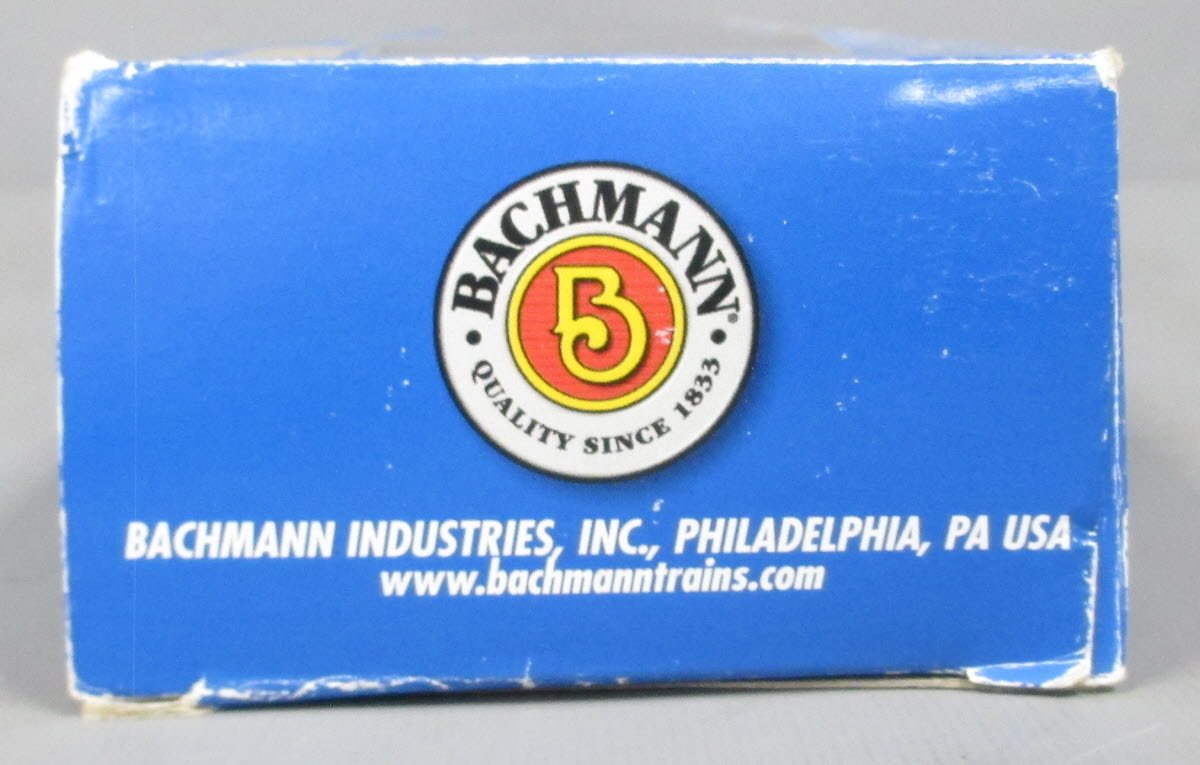 BACHMANN®
B
• QUALITY SINCE 1833 •
BACHMANN INDUSTRIES, INC., PHILADELPHIA, PA USA
www.bachmanntrains.com